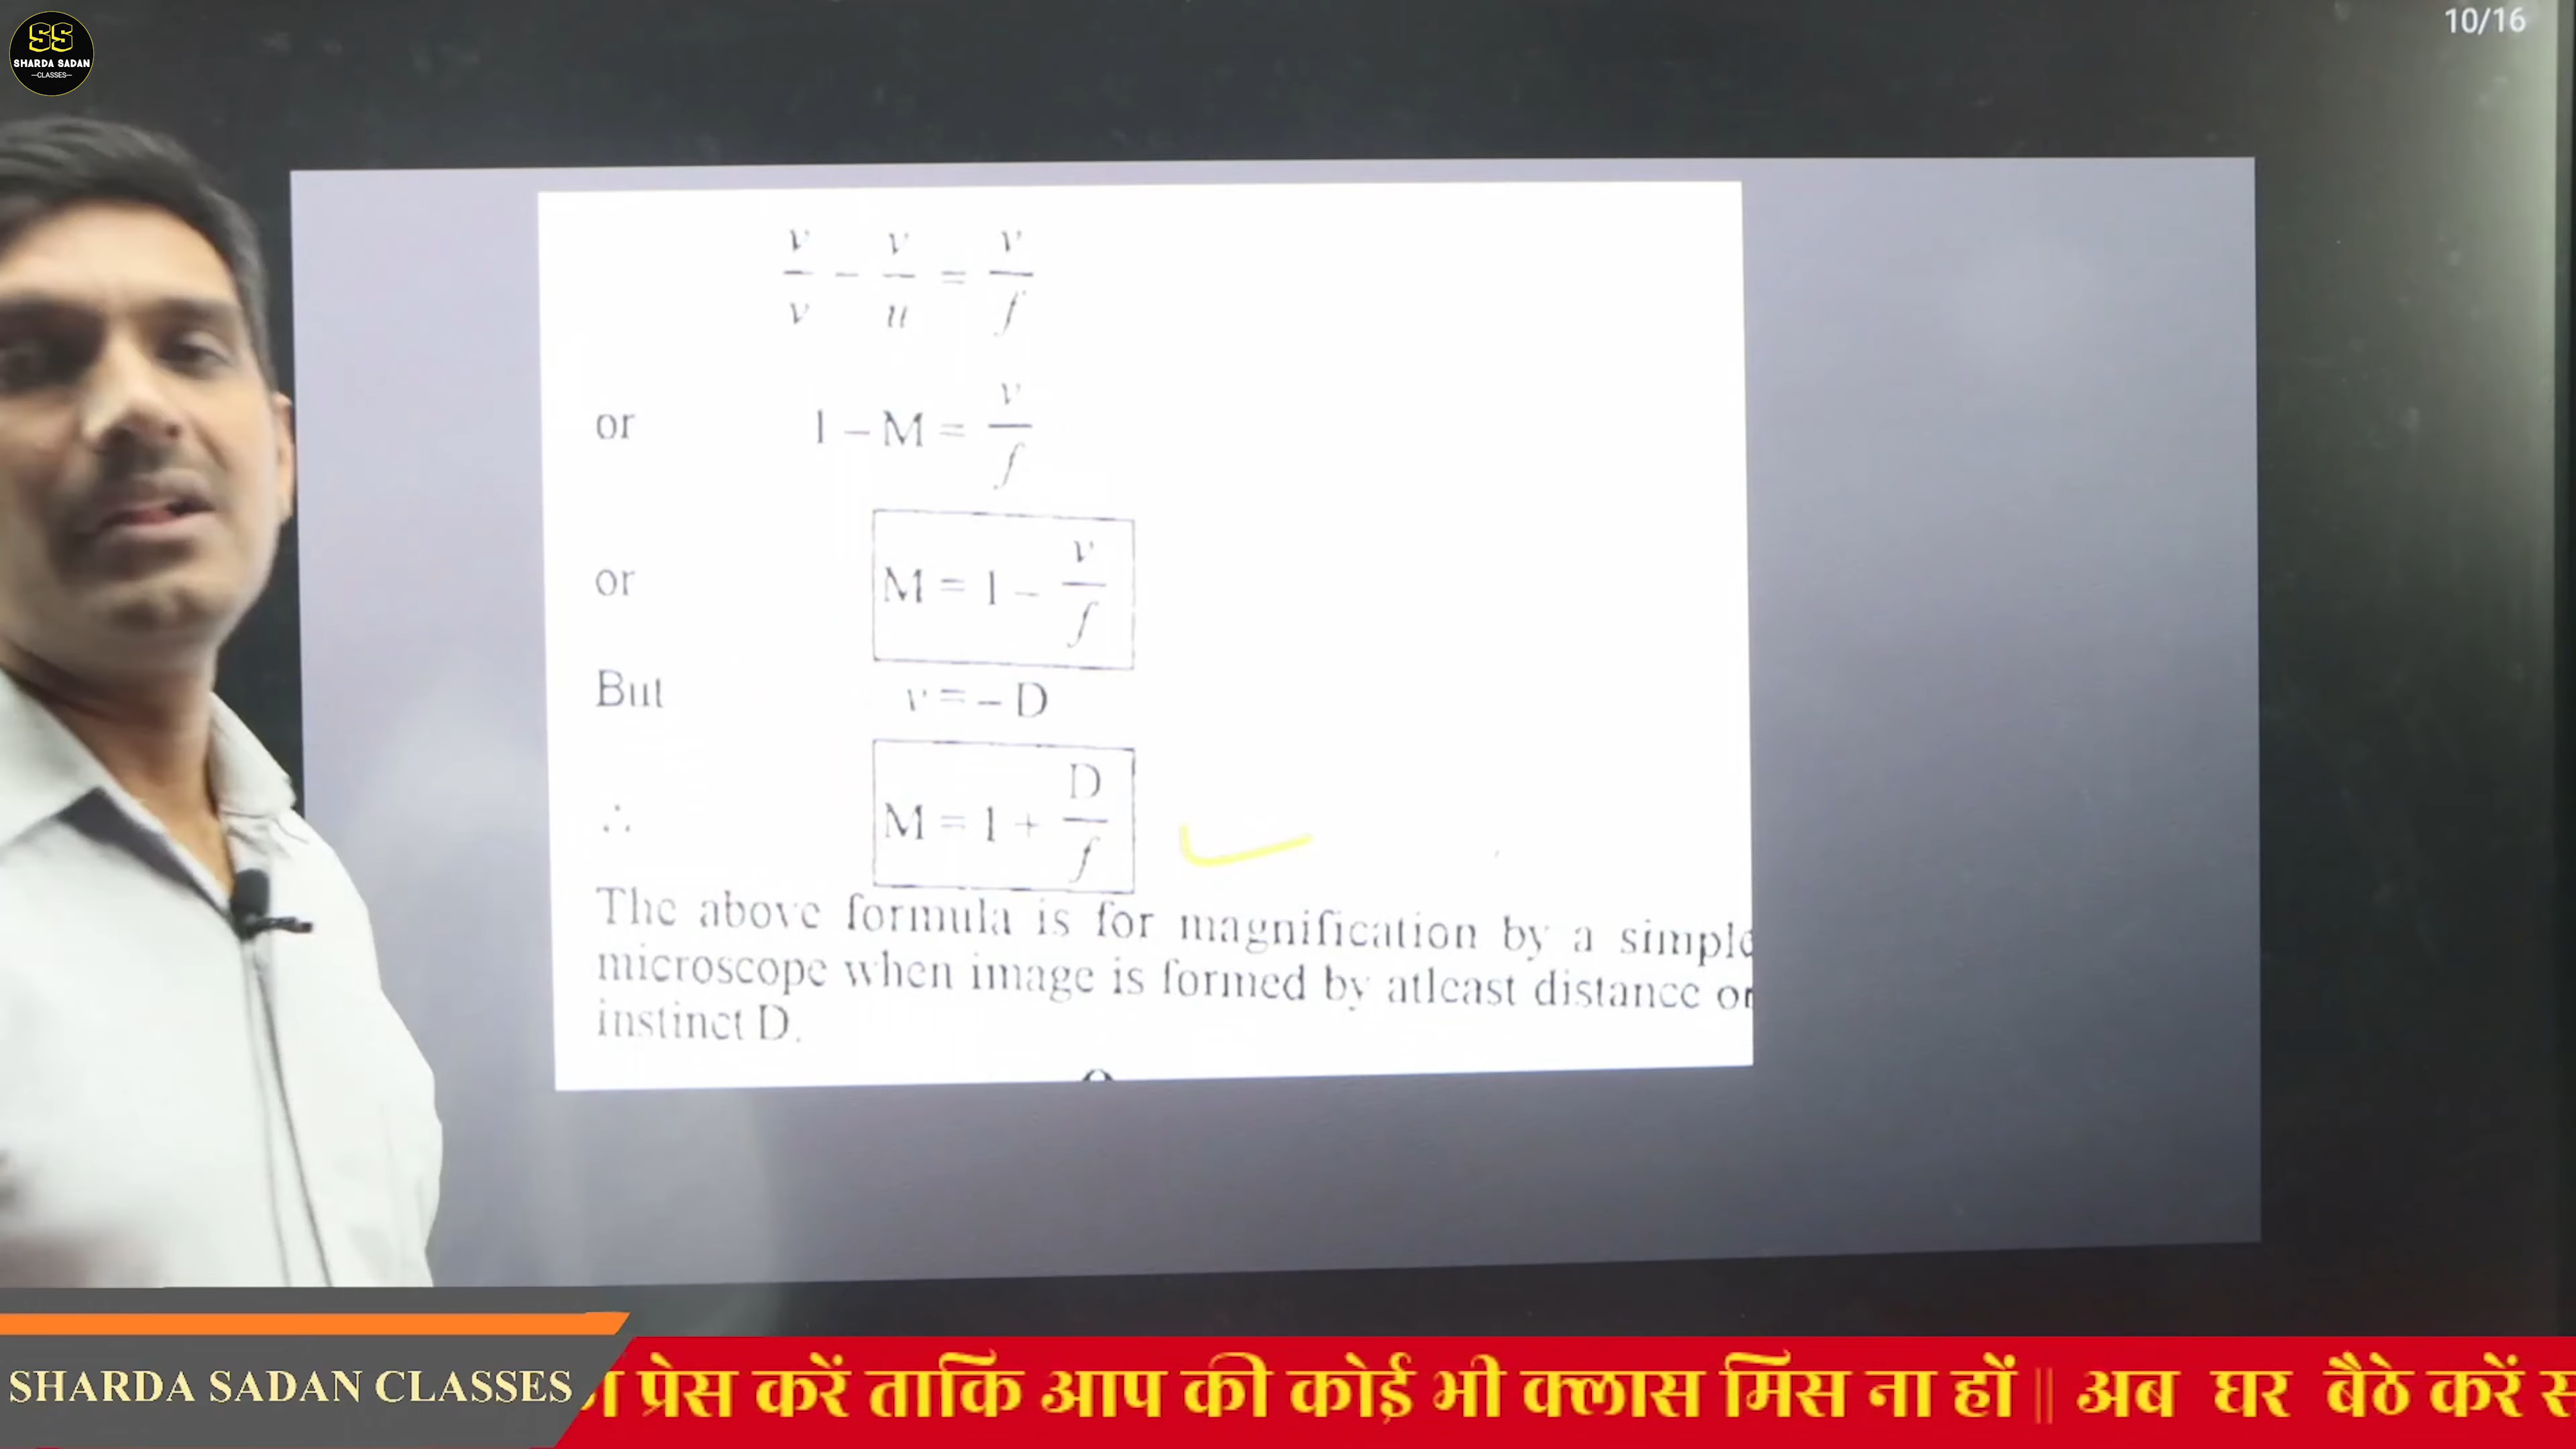 SS
SHARDA SADAN
-CLASSES-
10/16
v/v - v/u = v/f
or 1 – M = v/f
or M = 1 – v/f
But v = – D
∴ M = 1 + D/f
The above formula is for magnification by a simple
microscope when image is formed by atleast distance or
instinct D.
SHARDA SADAN CLASSES
प्रेस करें ताकि आप की कोई भी क्लास मिस ना हों || अब घर बैठे करें